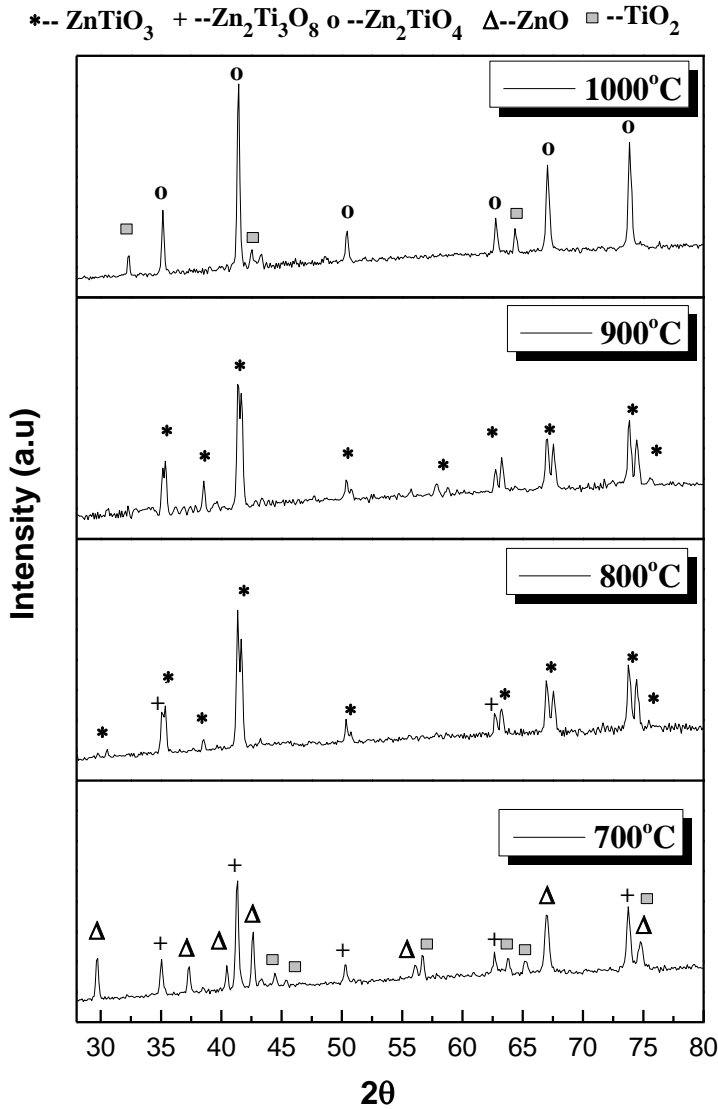 *-- ZnTiO3 + --Zn2Ti3O8 o --Zn2TiO4 Δ--ZnO ■ --TiO2
1000°C
900°C
800°C
700°C
Intensity (a.u)
30 35 40 45 50 55 60 65 70 75 80
2θ